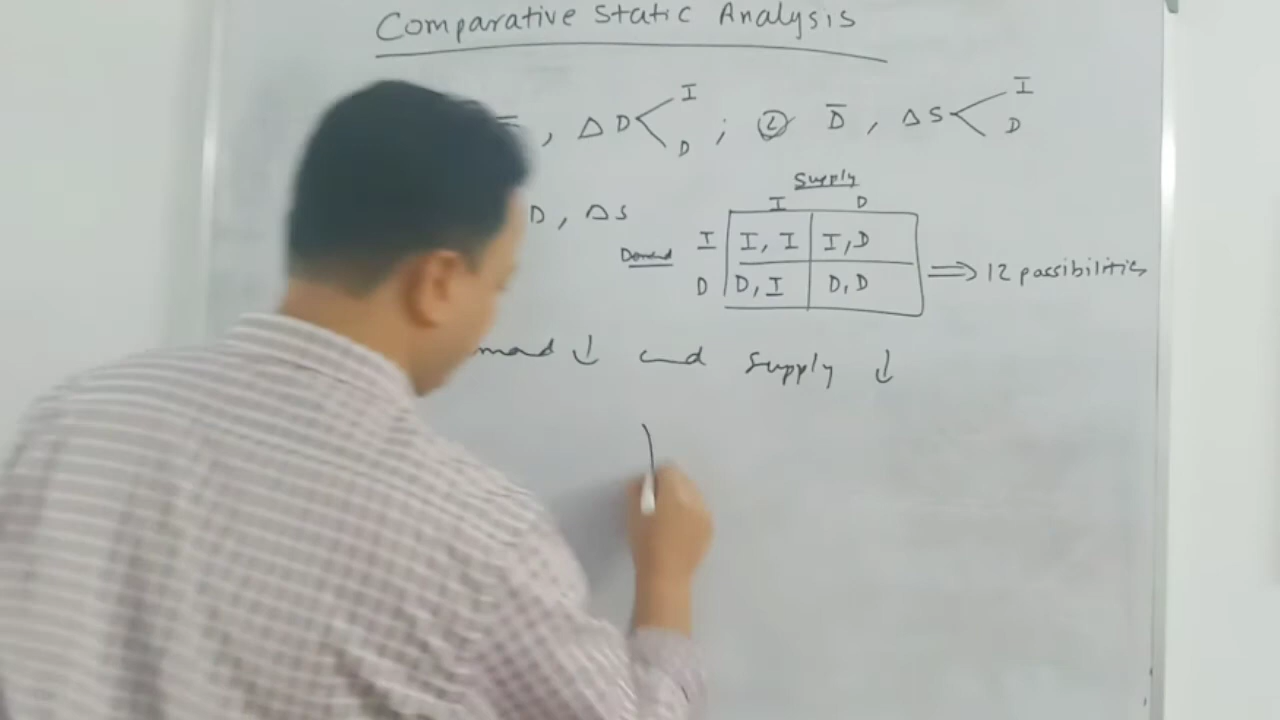 Comparative Static Analysis
, ΔD < I D ; ② D̅ , ΔS < I D
D , ΔS
Supply
I D
Demand I I, I I, D
D D, I D, D ⟹ 12 possibilities
mand ↓ and Supply ↓